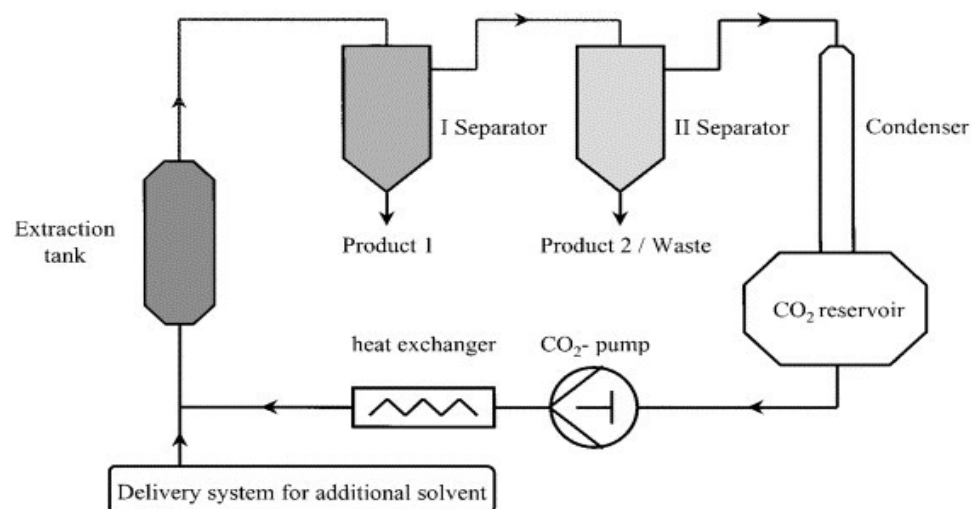 I Separator
II Separator
Condenser
Extraction
tank
Product 1
Product 2 / Waste
CO₂ reservoir
heat exchanger
CO₂- pump
Delivery system for additional solvent